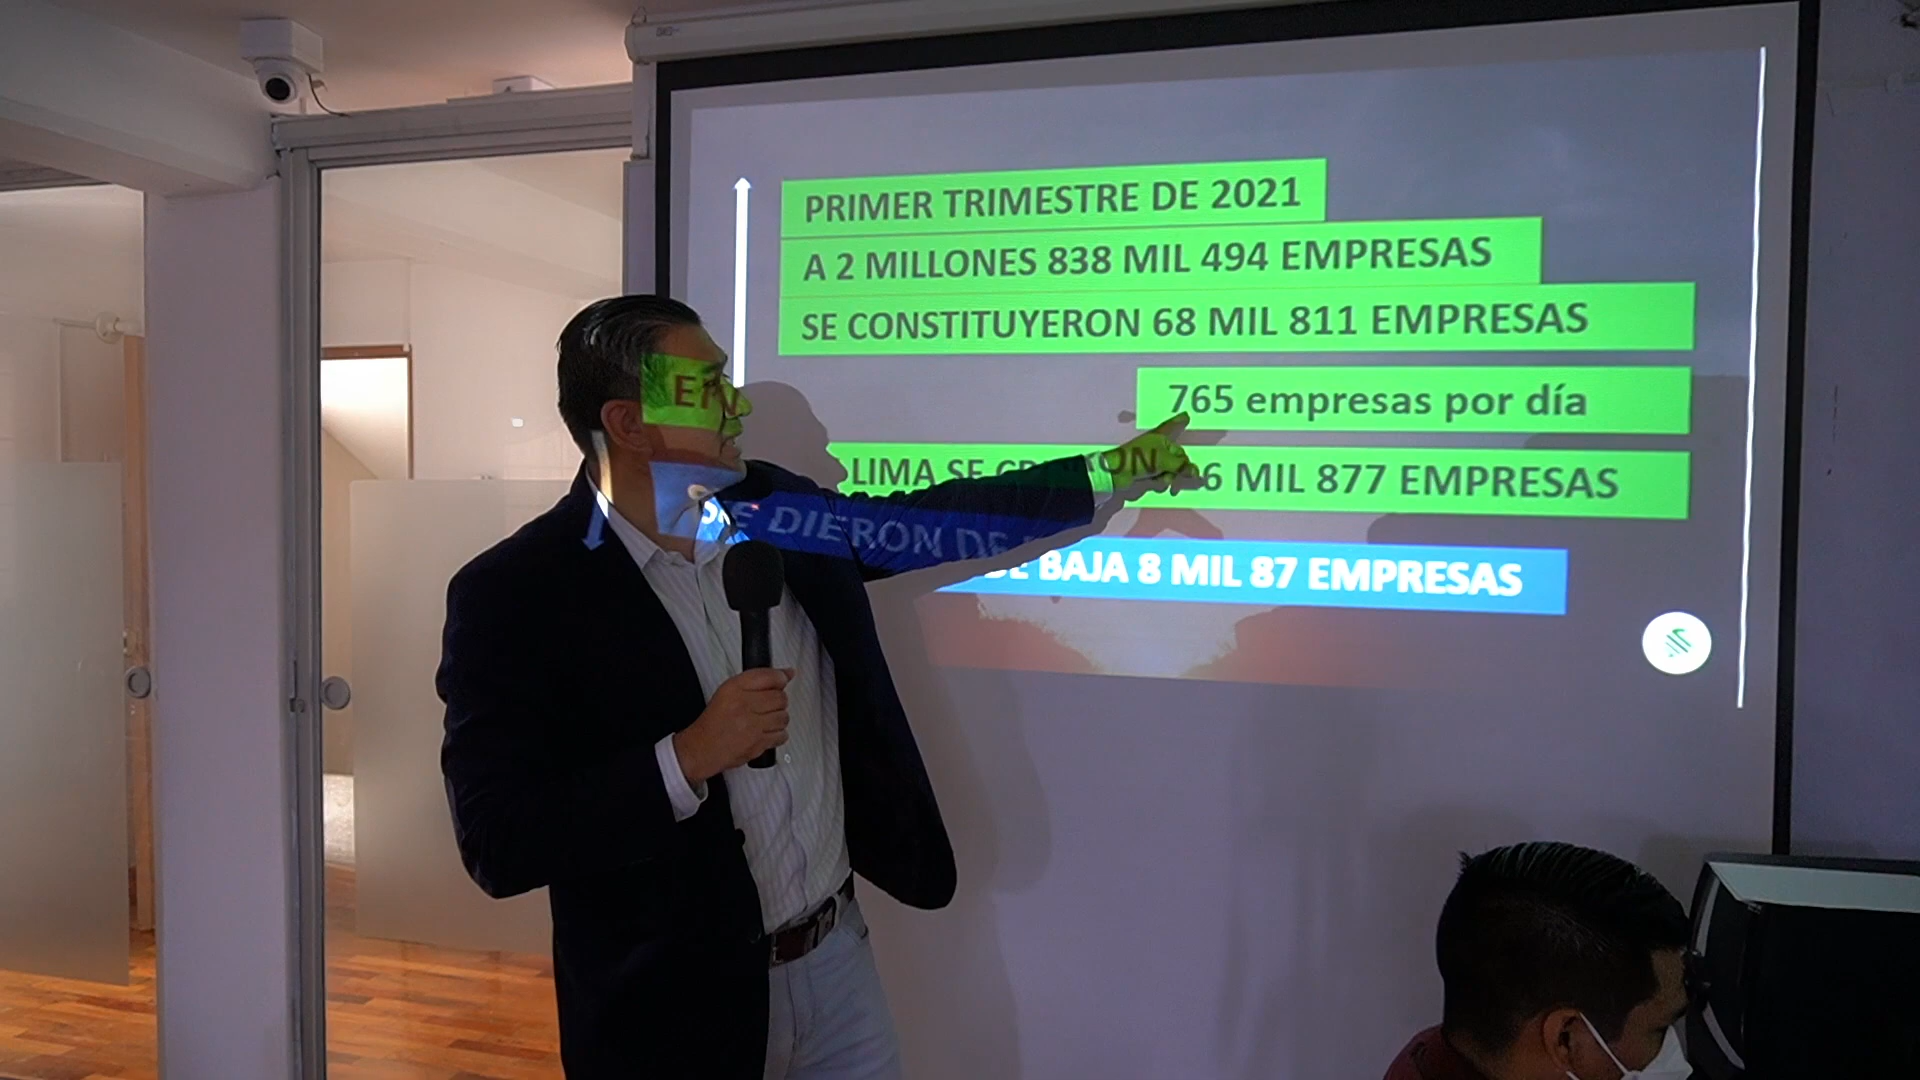 PRIMER TRIMESTRE DE 2021
A 2 MILLONES 838 MIL 494 EMPRESAS
SE CONSTITUYERON 68 MIL 811 EMPRESAS
765 empresas por día
LIMA SE 6 MIL 877 EMPRESAS
SE DIERON DE BAJA 8 MIL 87 EMPRESAS